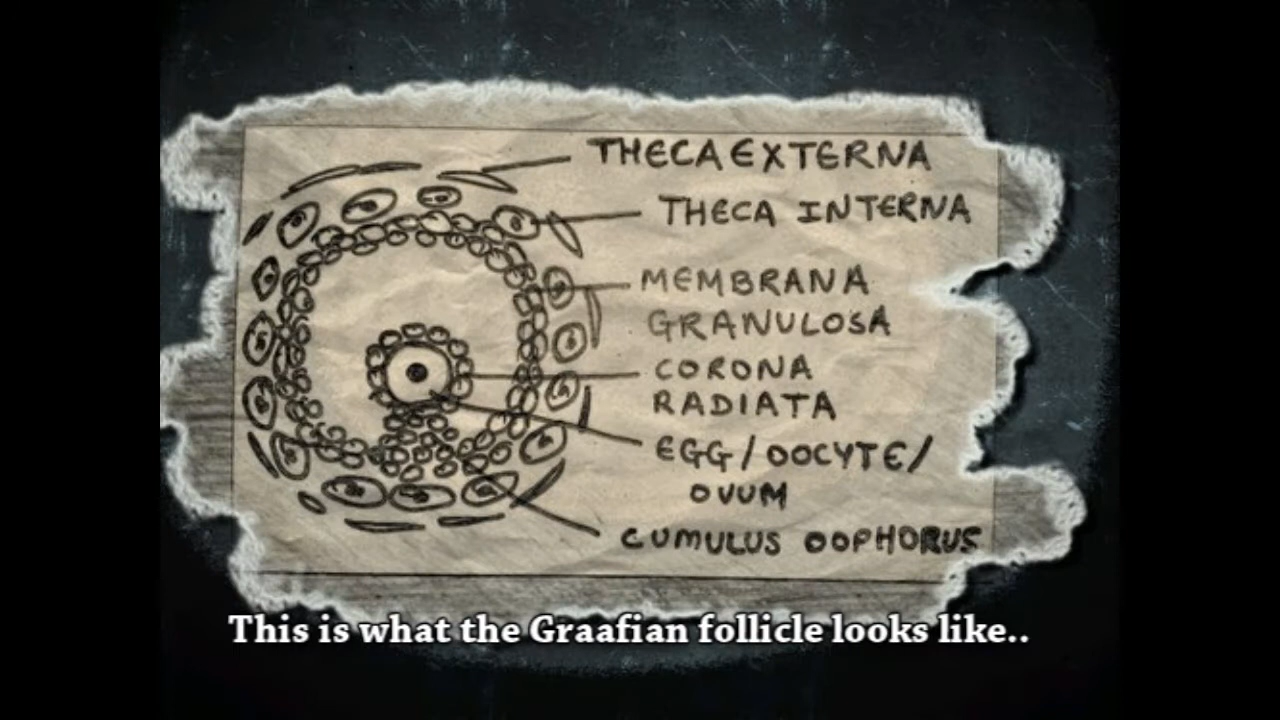 THECA EXTERNA
THECA INTERNA
MEMBRANA
GRANULOSA
CORONA
RADIATA
EGG/OOCYTE/
OVUM
CUMULUS OOPHORUS
This is what the Graafian follicle looks like..